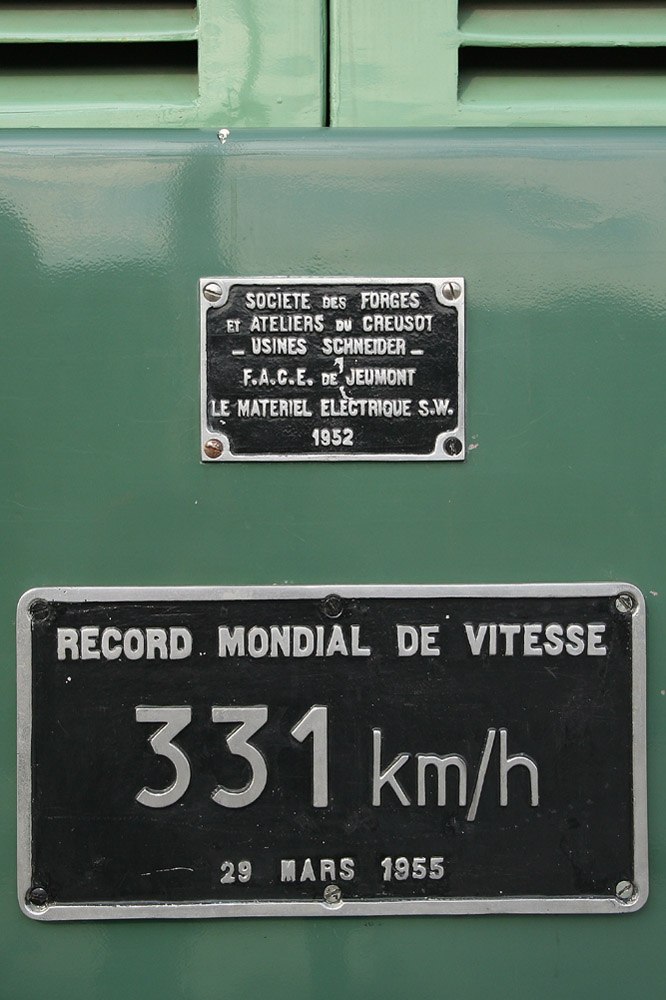 SOCIETE DES FORGES
ET ATELIERS DU CREUSOT
_ USINES SCHNEIDER _
F.A.C.E. DE JEUMONT
LE MATERIEL ELECTRIQUE S.W.
1952
RECORD MONDIAL DE VITESSE
331 km/h
29 MARS 1955